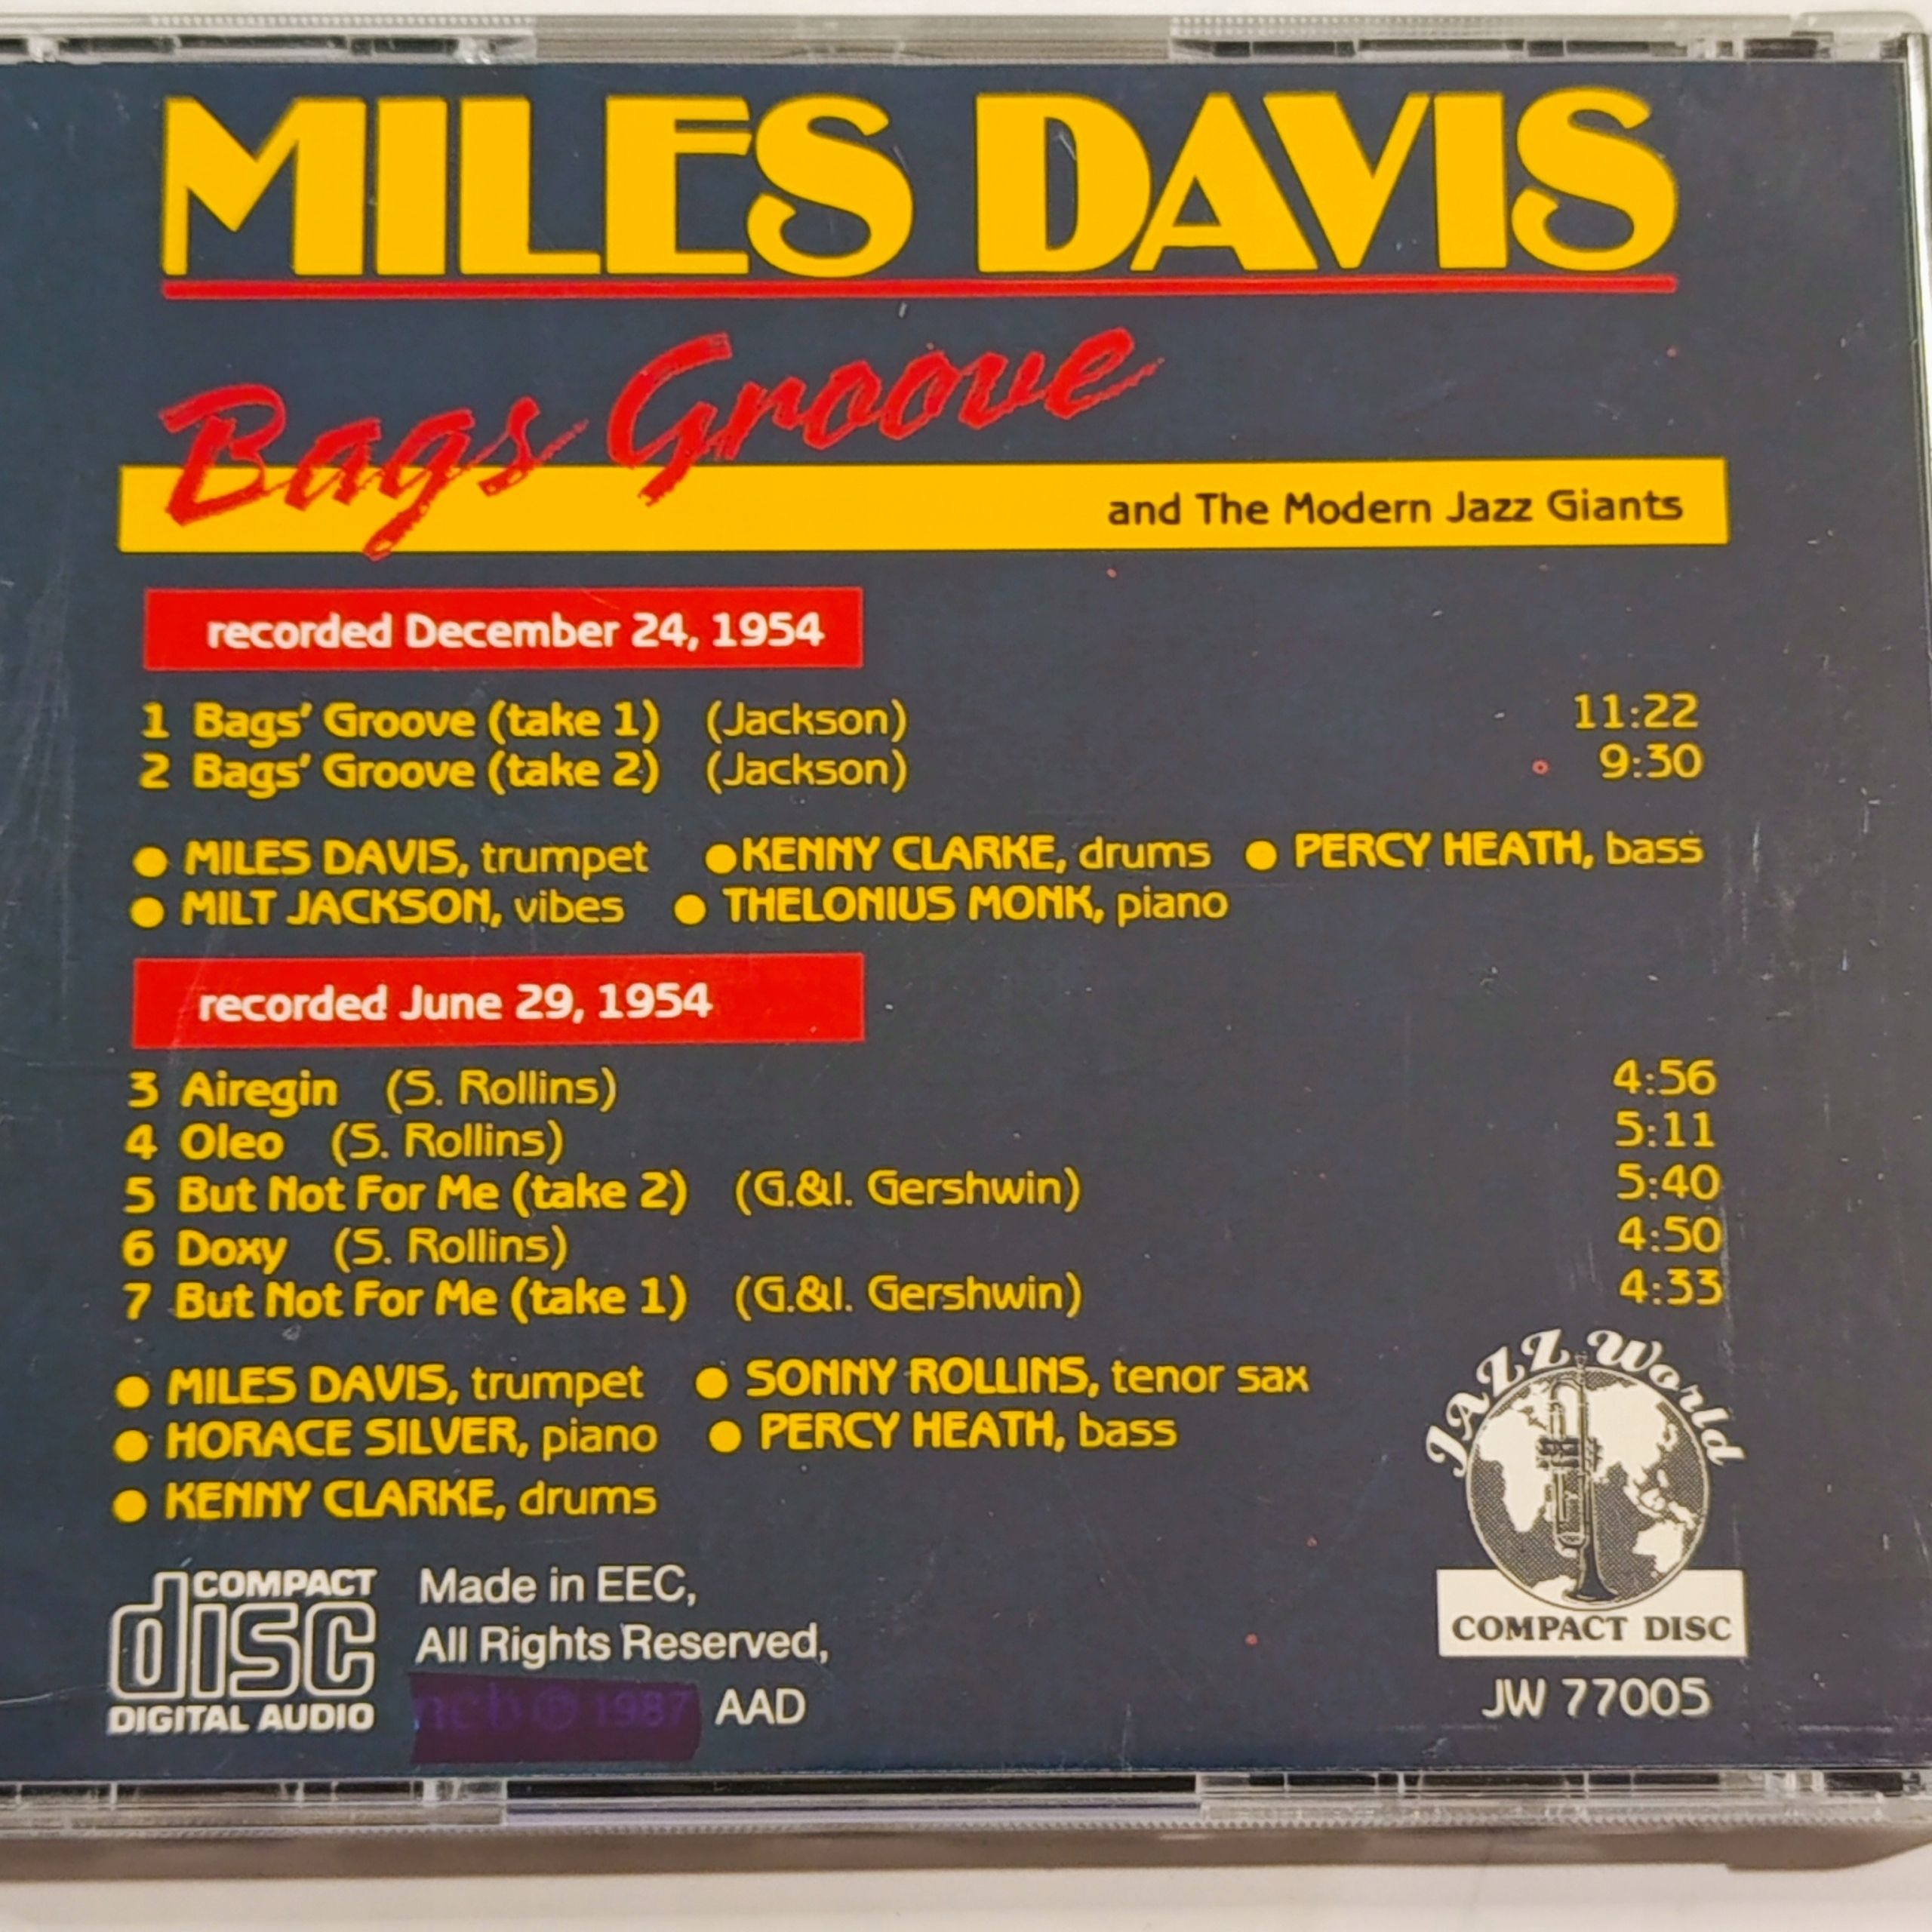 MILES DAVIS
Bags Groove
and The Modern Jazz Giants
recorded December 24, 1954
1 Bags' Groove (take 1) (Jackson) 11:22
2 Bags' Groove (take 2) (Jackson) 9:30
● MILES DAVIS, trumpet ● KENNY CLARKE, drums ● PERCY HEATH, bass
● MILT JACKSON, vibes ● THELONIUS MONK, piano
recorded June 29, 1954
3 Airegin (S. Rollins) 4:56
4 Oleo (S. Rollins) 5:11
5 But Not For Me (take 2) (G.&I. Gershwin) 5:40
6 Doxy (S. Rollins) 4:50
7 But Not For Me (take 1) (G.&I. Gershwin) 4:33
● MILES DAVIS, trumpet ● SONNY ROLLINS, tenor sax
● HORACE SILVER, piano ● PERCY HEATH, bass
● KENNY CLARKE, drums
JAZZ World
COMPACT DISC
JW 77005
COMPACT
disc
DIGITAL AUDIO
Made in EEC,
All Rights Reserved,
ncb © 1987 AAD